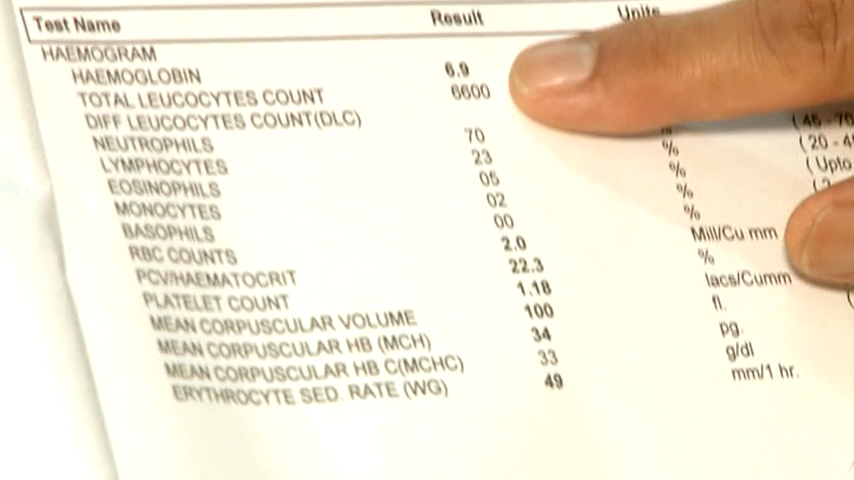 Test Name Result Units
HAEMOGRAM
HAEMOGLOBIN 6.9
TOTAL LEUCOCYTES COUNT 6600
DIFF LEUCOCYTES COUNT(DLC)
NEUTROPHILS 70 % ( 45 - 70
LYMPHOCYTES 23 % ( 20 - 45
EOSINOPHILS 05 % ( Upto
MONOCYTES 02 % ( 2
BASOPHILS 00 %
RBC COUNTS 2.0 Mill/Cu mm
PCV/HAEMATOCRIT 22.3 %
PLATELET COUNT 1.18 lacs/Cumm
MEAN CORPUSCULAR VOLUME 100 fl.
MEAN CORPUSCULAR HB (MCH) 34 pg.
MEAN CORPUSCULAR HB C(MCHC) 33 g/dl
ERYTHROCYTE SED. RATE (WG) 49 mm/1 hr.